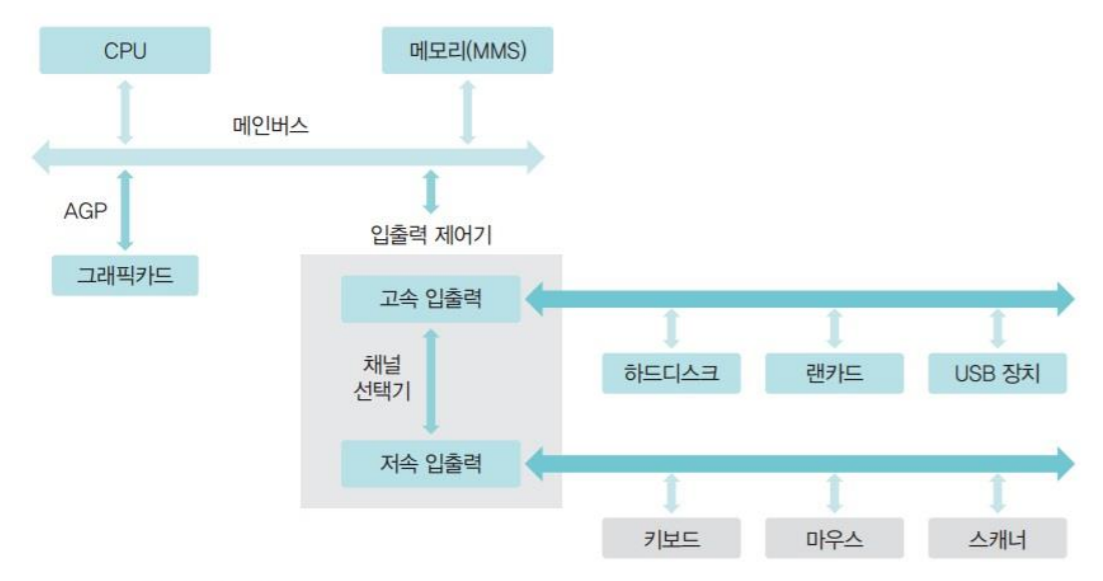 CPU
메모리(MMS)
메인버스
AGP
입출력 제어기
그래픽카드
고속 입출력
채널
선택기
하드디스크
랜카드
USB 장치
저속 입출력
키보드
마우스
스캐너